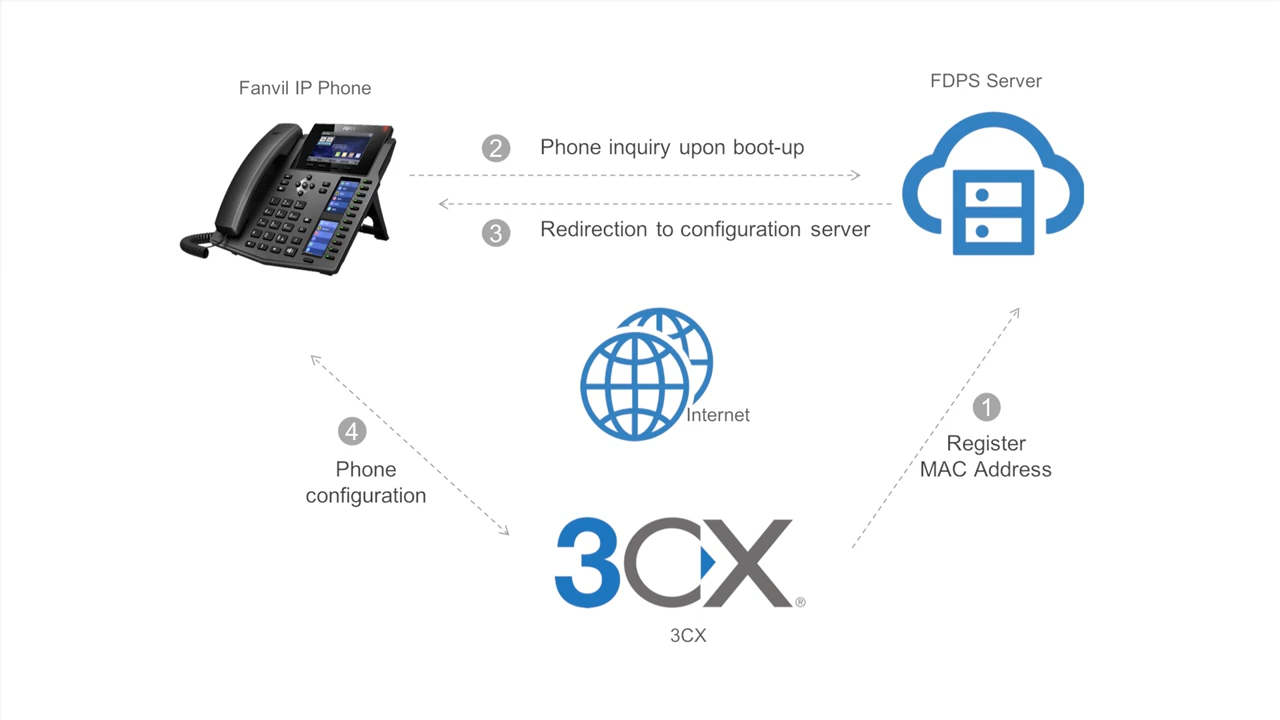 Fanvil IP Phone
FDPS Server
2 Phone inquiry upon boot-up
3 Redirection to configuration server
Internet
1
Register
MAC Address
4
Phone
configuration
3CX®
3CX